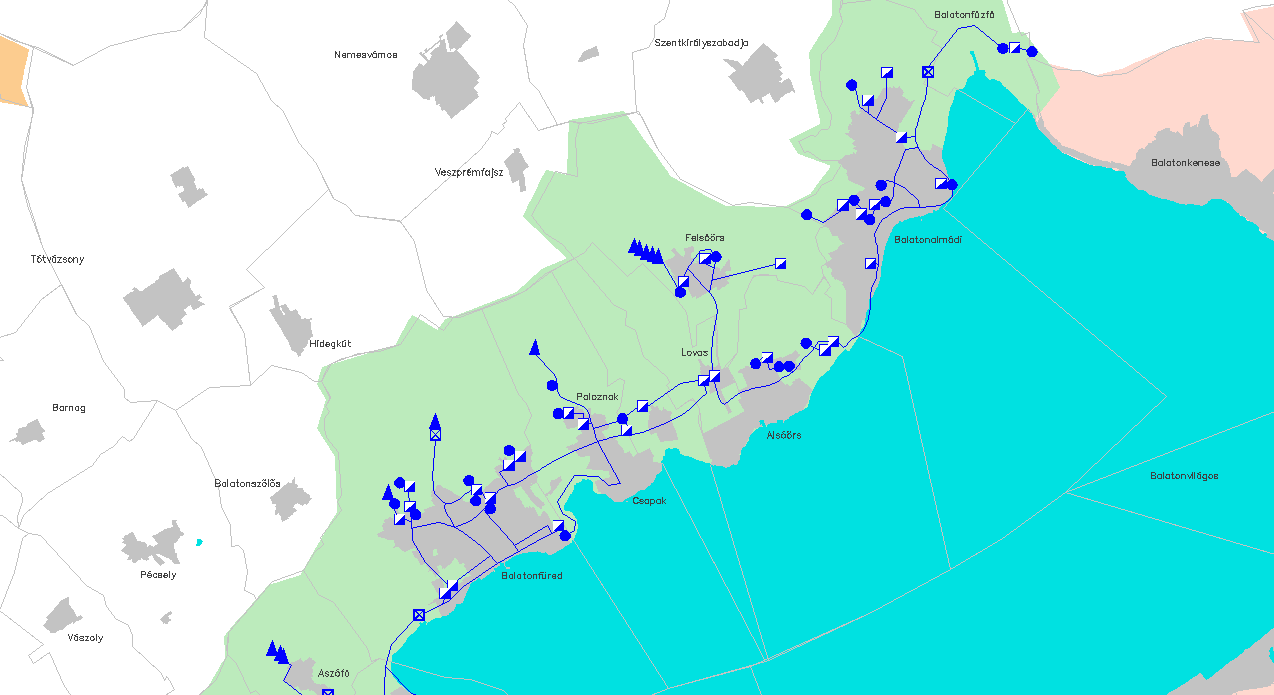 Balatonfűzfő
Szentkirályszabadja
Nemesvámos
Balatonkenese
Veszprémfajsz
Felsőörs
Balatonalmádi
Tótvázsony
Hidegkút
Lovas
Paloznak
Barnag
Alsóörs
Balatonvilágos
Balatonszőlős
Csopak
Pécsely
Balatonfüred
Vászoly
Aszófő